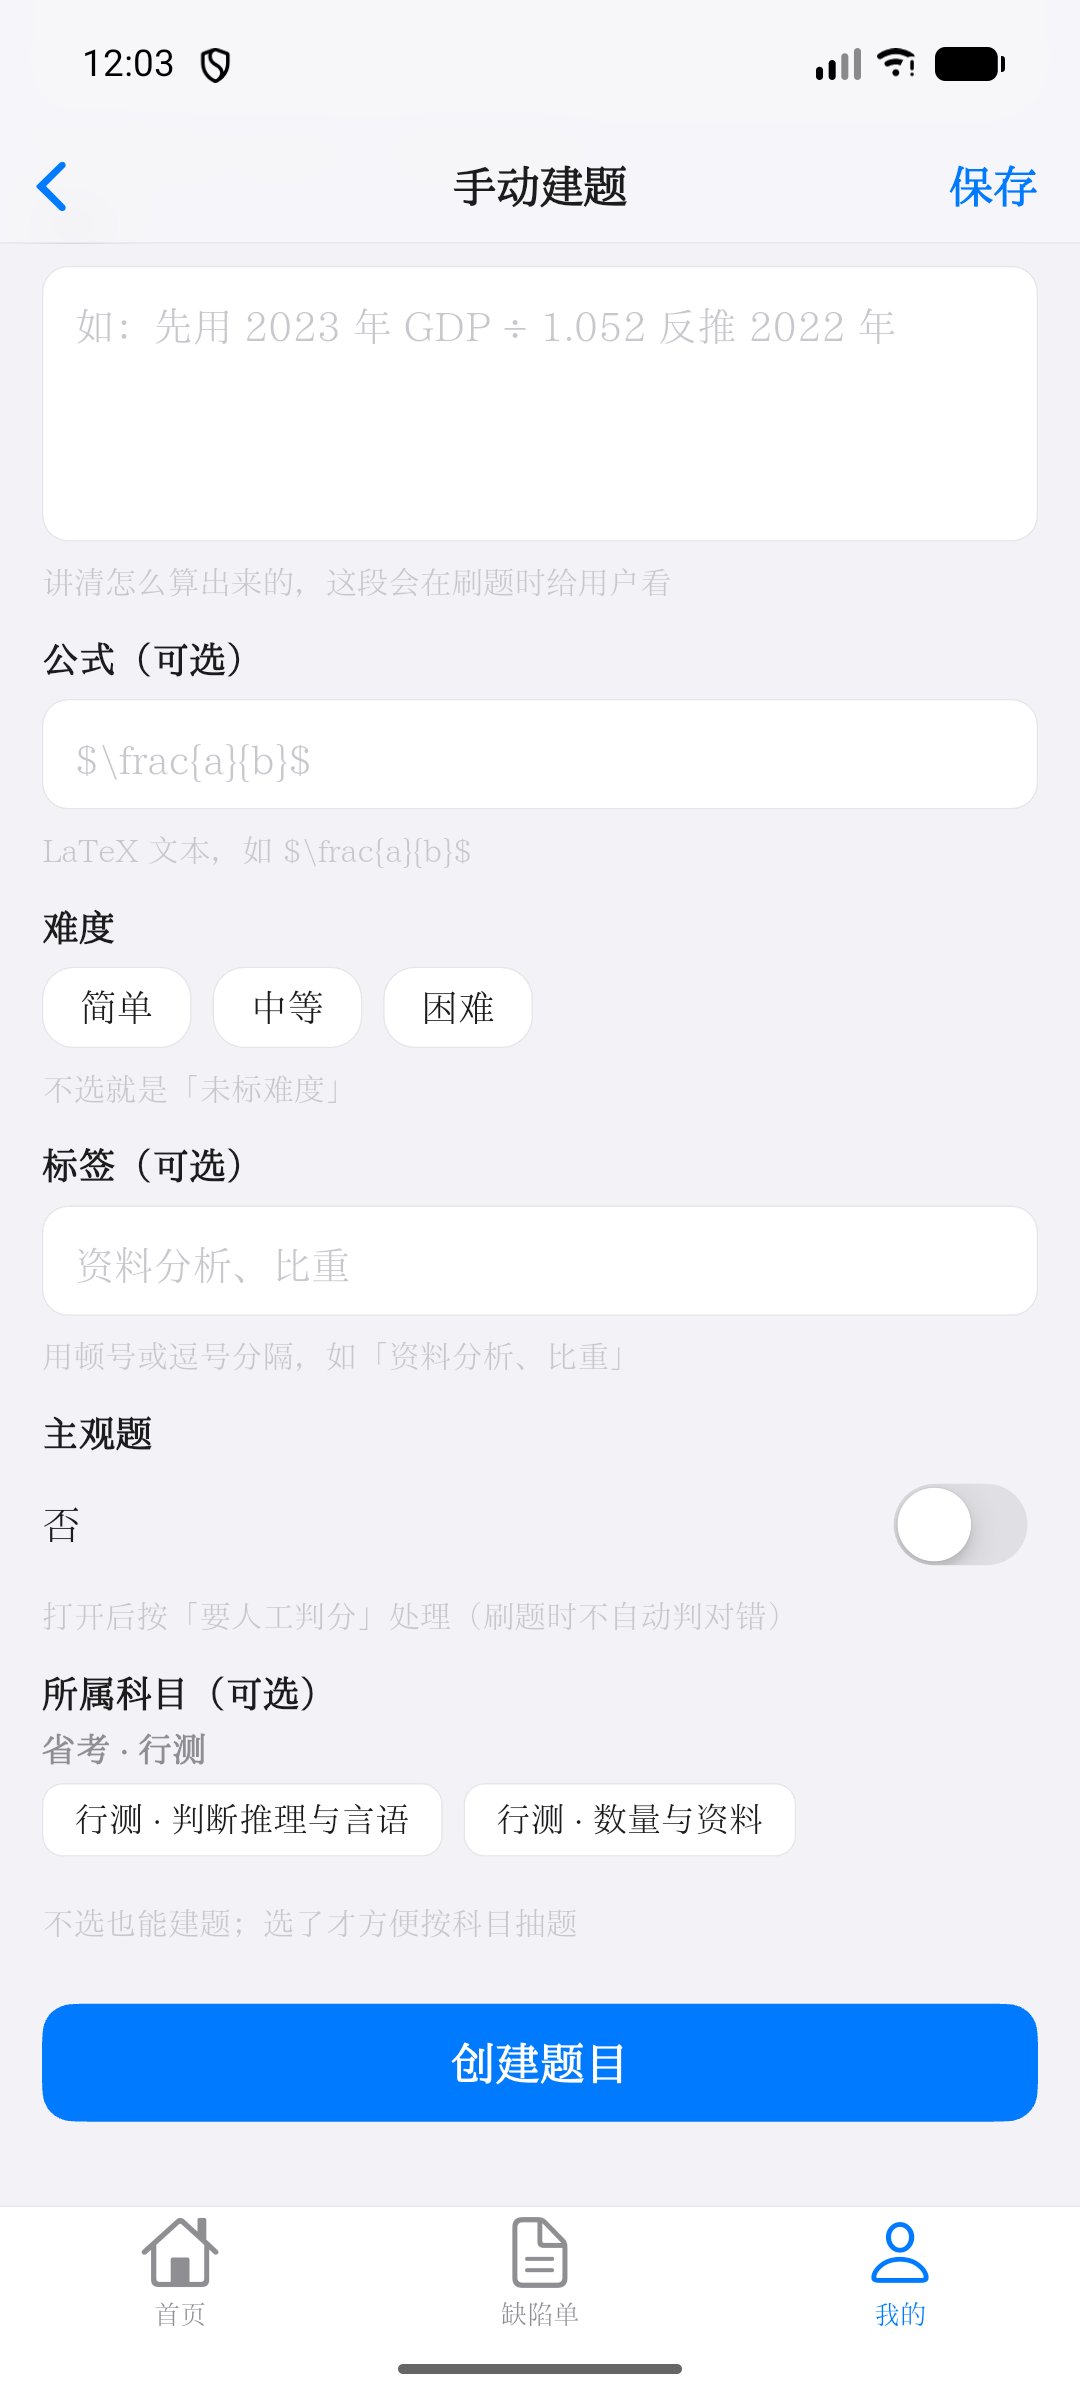 12:03
手动建题
保存
如：先用 2023 年 GDP ÷ 1.052 反推 2022 年
讲清怎么算出来的，这段会在刷题时给用户看
公式（可选）
$\frac{a}{b}$
LaTeX 文本，如 $\frac{a}{b}$
难度
简单 中等 困难
不选就是「未标难度」
标签（可选）
资料分析、比重
用顿号或逗号分隔，如「资料分析、比重」
主观题
否
打开后按「要人工判分」处理（刷题时不自动判对错）
所属科目（可选）
省考 · 行测
行测 · 判断推理与言语 行测 · 数量与资料
不选也能建题；选了才方便按科目抽题
创建题目
首页 缺陷单 我的